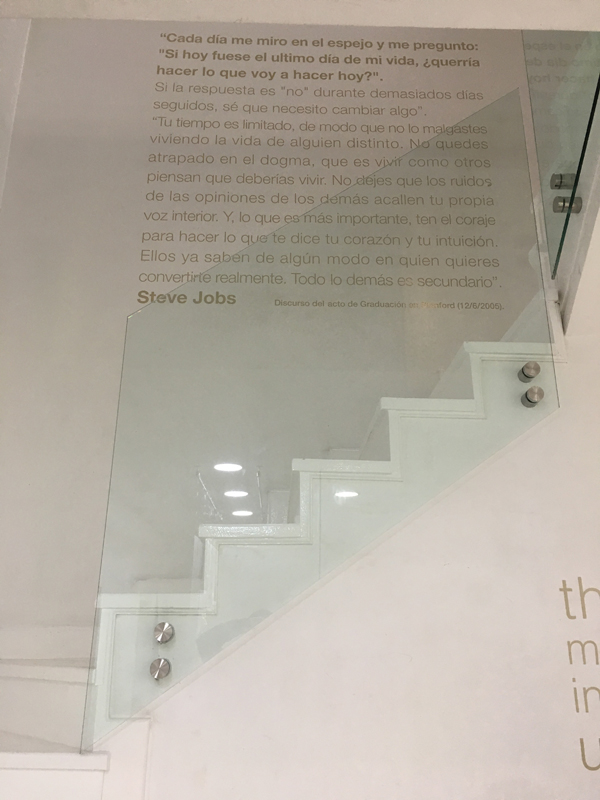 “Cada día me miro en el espejo y me pregunto:
"Si hoy fuese el ultimo día de mi vida, ¿querría
hacer lo que voy a hacer hoy?".
Si la respuesta es "no" durante demasiados días
seguidos, sé que necesito cambiar algo”.
“Tu tiempo es limitado, de modo que no lo malgastes
viviendo la vida de alguien distinto. No quedes
atrapado en el dogma, que es vivir como otros
piensan que deberías vivir. No dejes que los ruidos
de las opiniones de los demás acallen tu propia
voz interior. Y, lo que es más importante, ten el coraje
para hacer lo que te dice tu corazón y tu intuición.
Ellos ya saben de algún modo en quien quieres
convertirte realmente. Todo lo demás es secundario”.
Steve Jobs
Discurso del acto de Graduación en (12/6/2005).
th
m
in
u